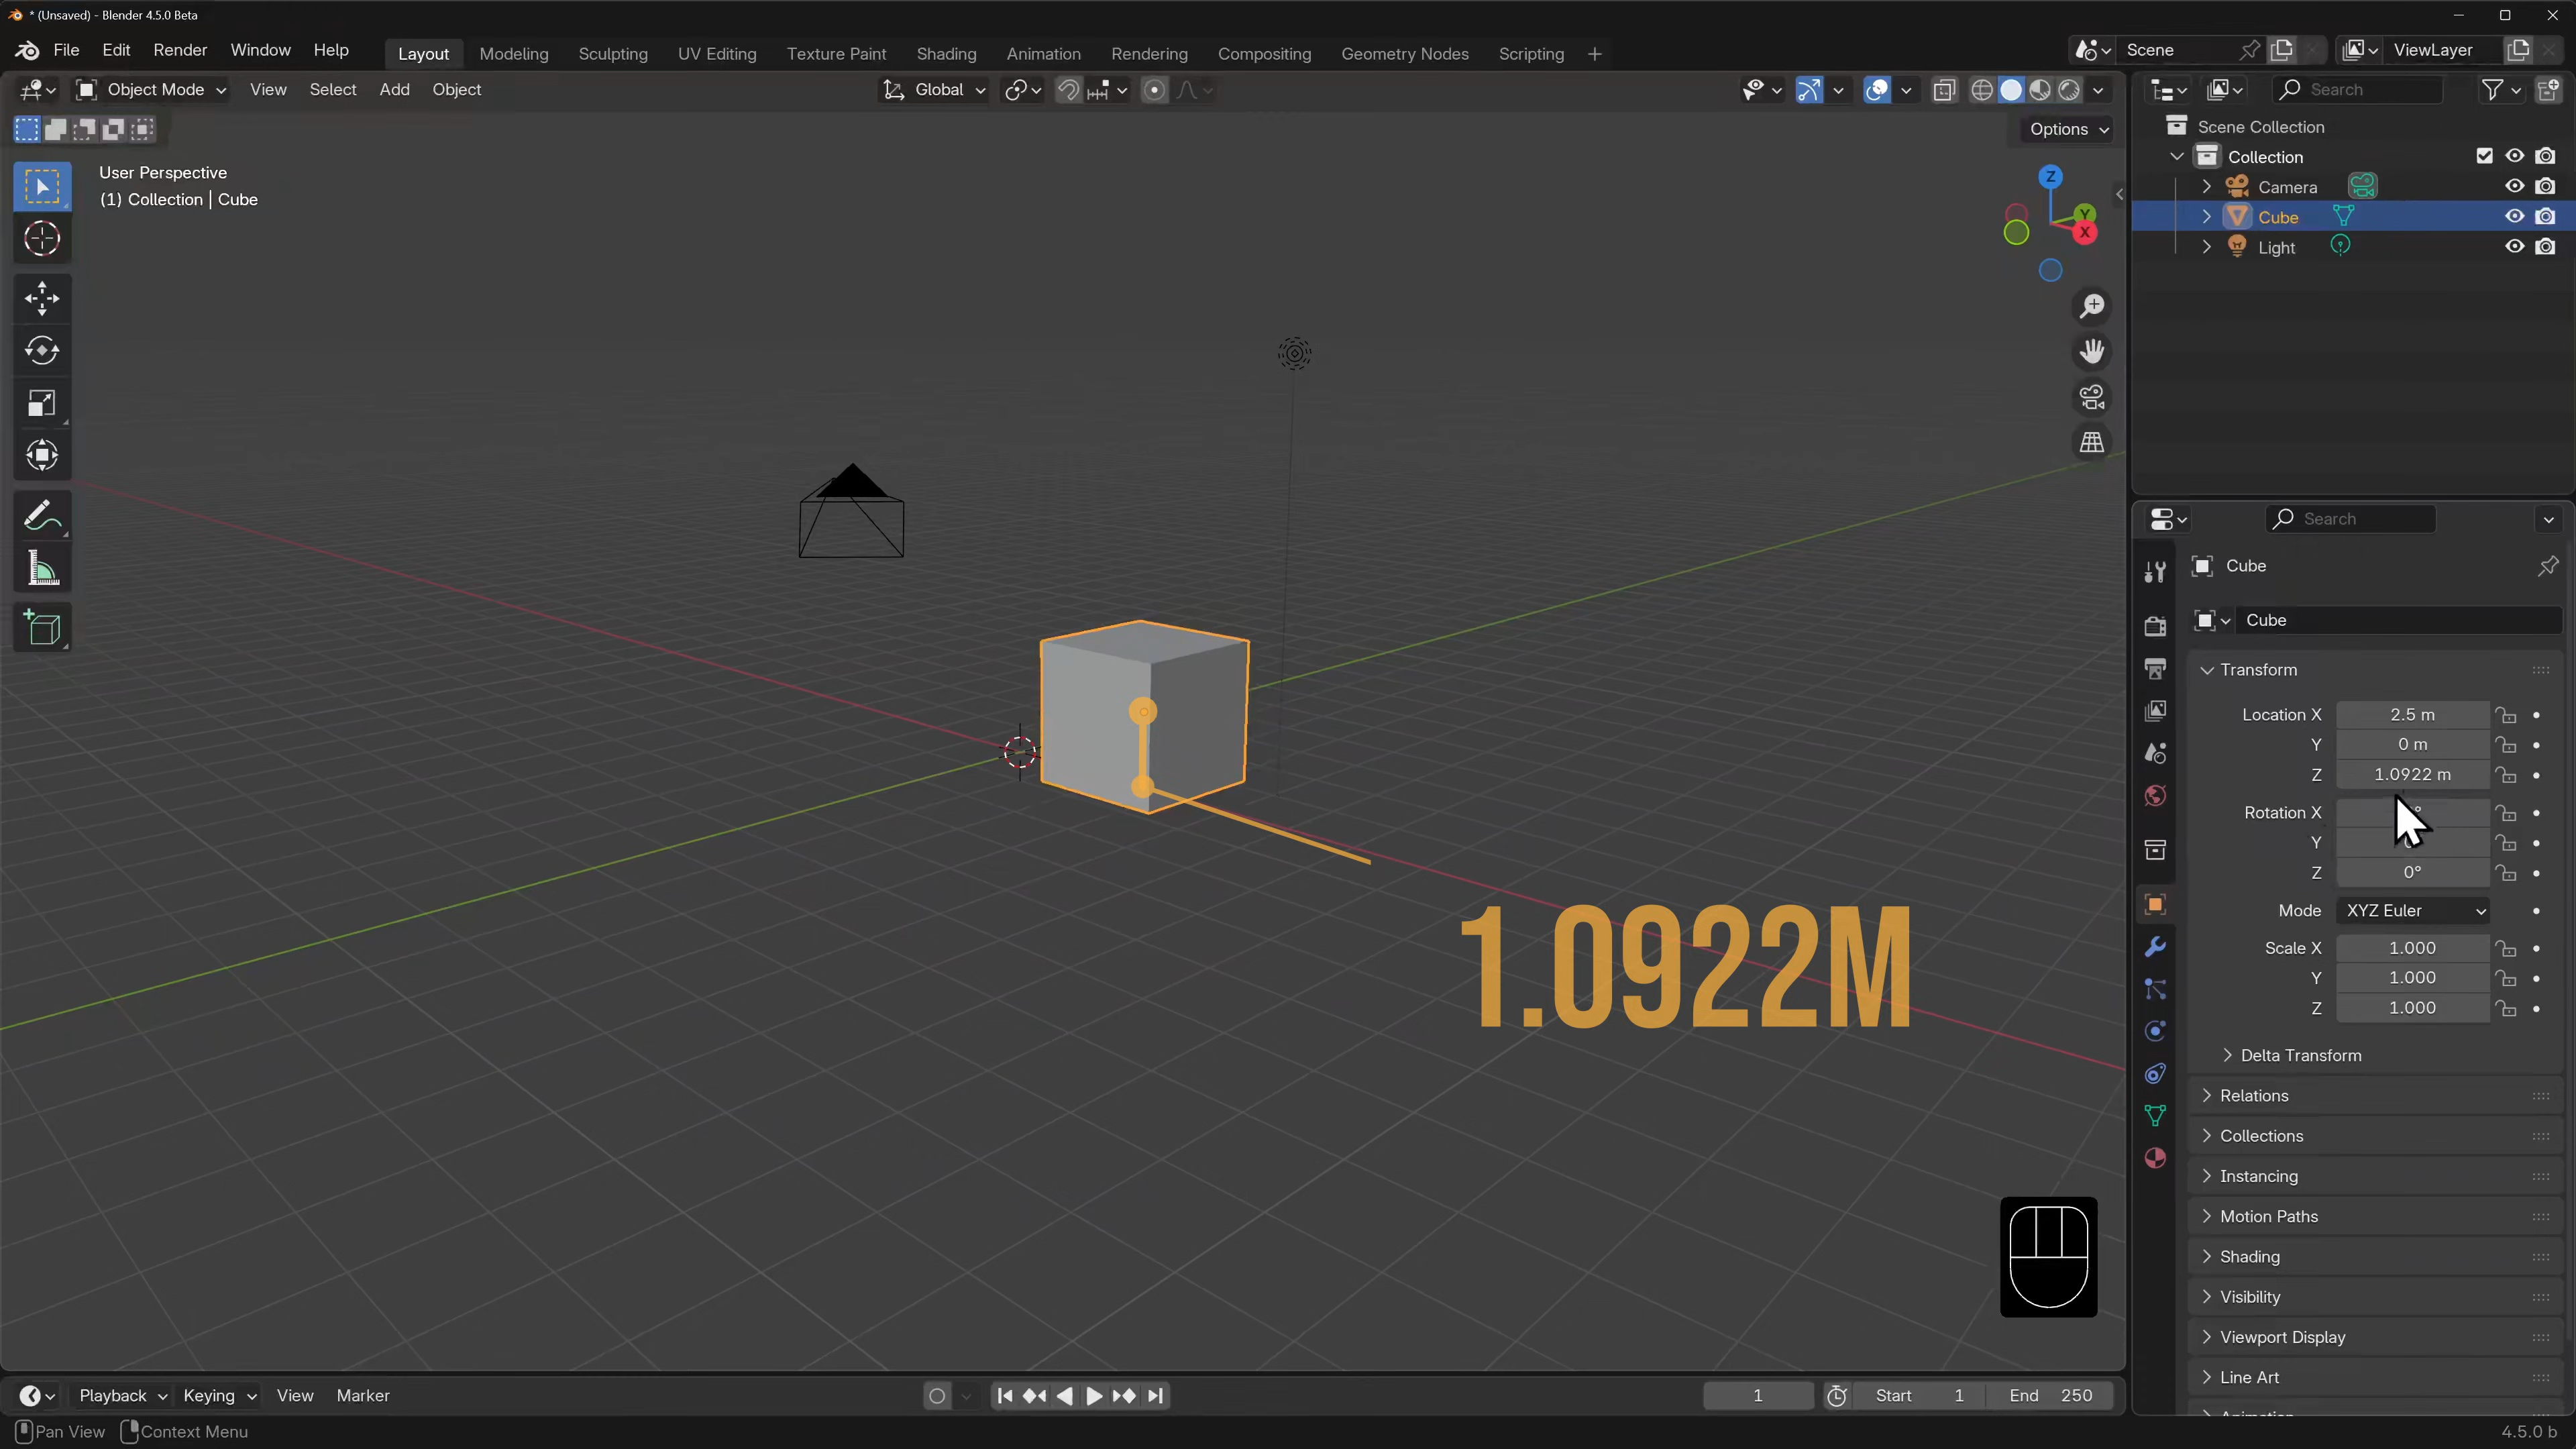 * (Unsaved) - Blender 4.5.0 Beta
File Edit Render Window Help
Layout Modeling Sculpting UV Editing Texture Paint Shading Animation Rendering Compositing Geometry Nodes Scripting +
Scene
ViewLayer
Object Mode View Select Add Object
Global
Search
Options
User Perspective
(1) Collection | Cube
Z
Y
X
Scene Collection
Collection
Camera
Cube
Light
Search
Cube
Cube
Transform
Location X 2.5 m
Y 0 m
Z 1.0922 m
Rotation X
Y
Z 0°
Mode XYZ Euler
Scale X 1.000
Y 1.000
Z 1.000
Delta Transform
Relations
Collections
Instancing
Motion Paths
Shading
Visibility
Viewport Display
Line Art
1.0922M
Playback Keying View Marker
1
Start 1
End 250
Pan View
Context Menu
4.5.0 b